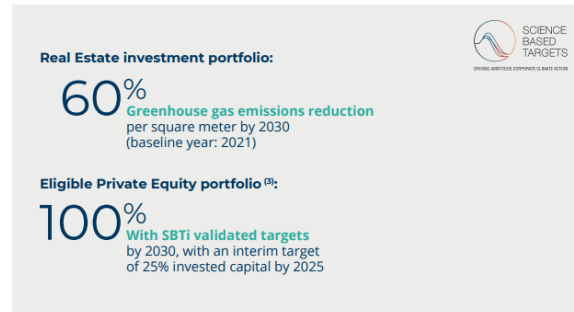 SCIENCE
BASED
TARGETS
DRIVING AMBITIOUS CORPORATE CLIMATE ACTION
Real Estate investment portfolio:
60%
Greenhouse gas emissions reduction
per square meter by 2030
(baseline year: 2021)
Eligible Private Equity portfolio (3):
100%
With SBTi validated targets
by 2030, with an interim target
of 25% invested capital by 2025